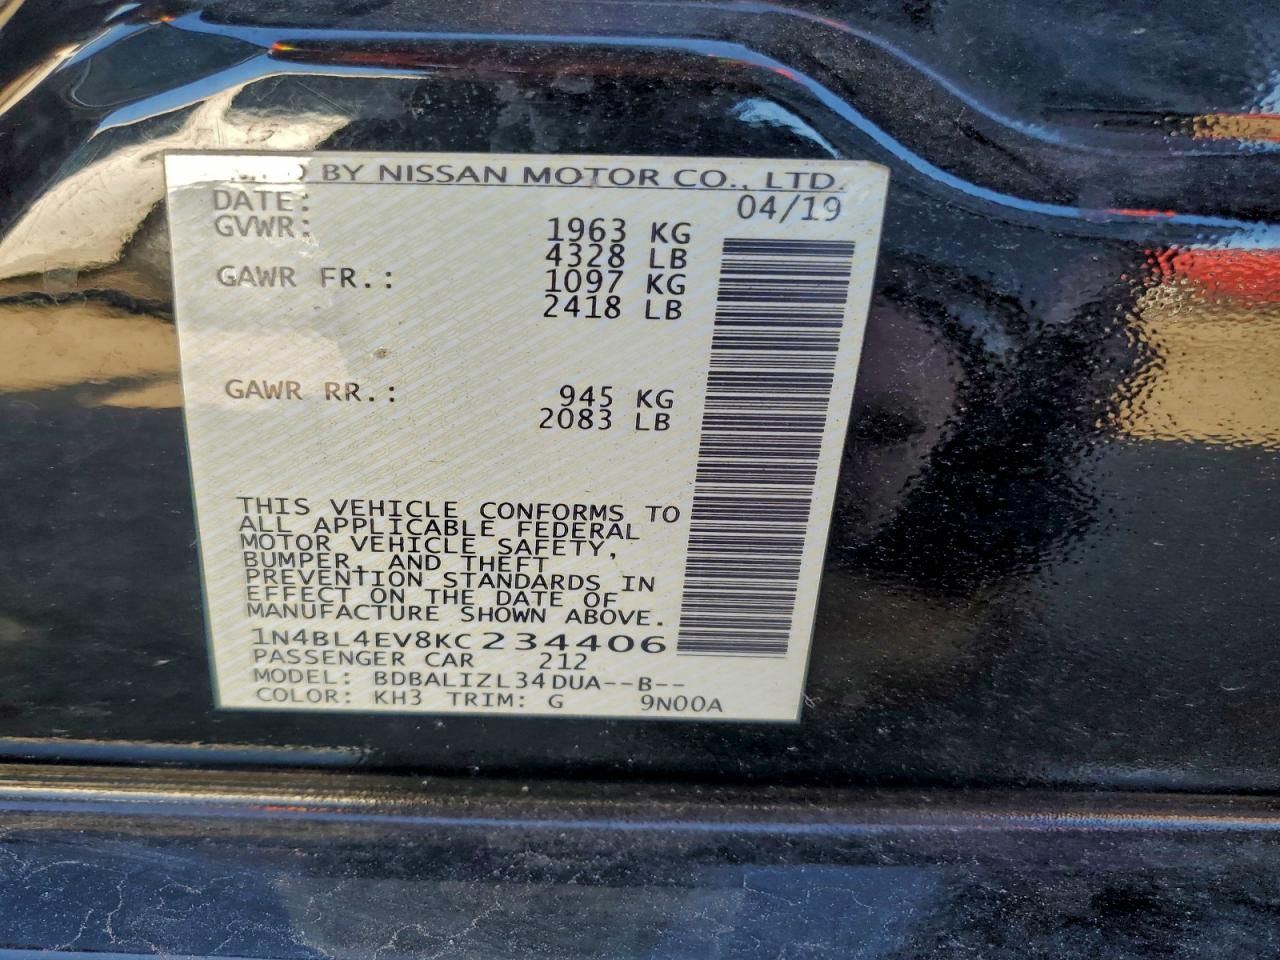 BY NISSAN MOTOR CO., LTD.
DATE: 04/19
GVWR: 1963 KG
4328 LB
GAWR FR.: 1097 KG
2418 LB
GAWR RR.: 945 KG
2083 LB
THIS VEHICLE CONFORMS TO
ALL APPLICABLE FEDERAL
MOTOR VEHICLE SAFETY,
BUMPER, AND THEFT
PREVENTION STANDARDS IN
EFFECT ON THE DATE OF
MANUFACTURE SHOWN ABOVE.
1N4BL4EV8KC234406
PASSENGER CAR 212
MODEL: BDBALIZL34DUA--B--
COLOR: KH3 TRIM: G 9N00A